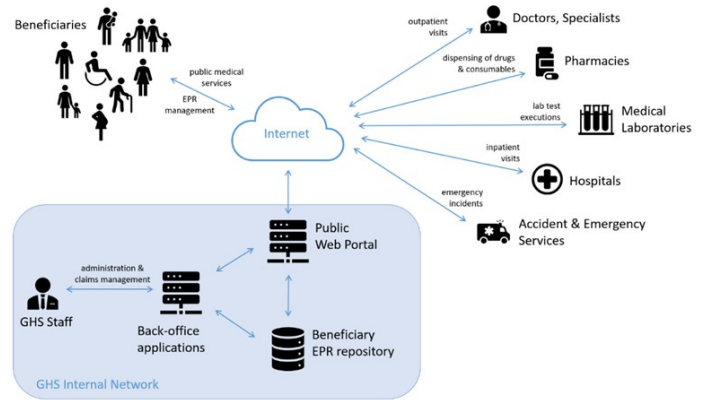 Beneficiaries
public medical
services
EPR
management
Internet
outpatient
visits
Doctors, Specialists
dispensing of drugs
& consumables
Pharmacies
lab test
executions
Medical
Laboratories
inpatient
visits
Hospitals
emergency
incidents
Accident & Emergency
Services
Public
Web Portal
administration &
claims management
GHS Staff
Back-office
applications
Beneficiary
EPR repository
GHS Internal Network